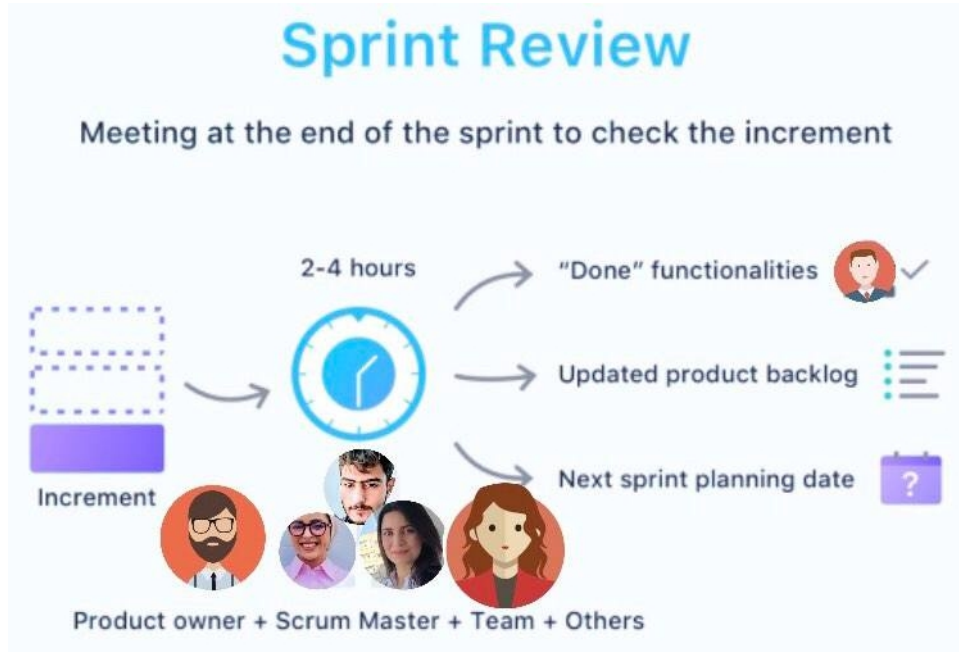 Sprint Review
Meeting at the end of the sprint to check the increment
2-4 hours
"Done" functionalities
Updated product backlog
Next sprint planning date
?
Increment
Product owner + Scrum Master + Team + Others